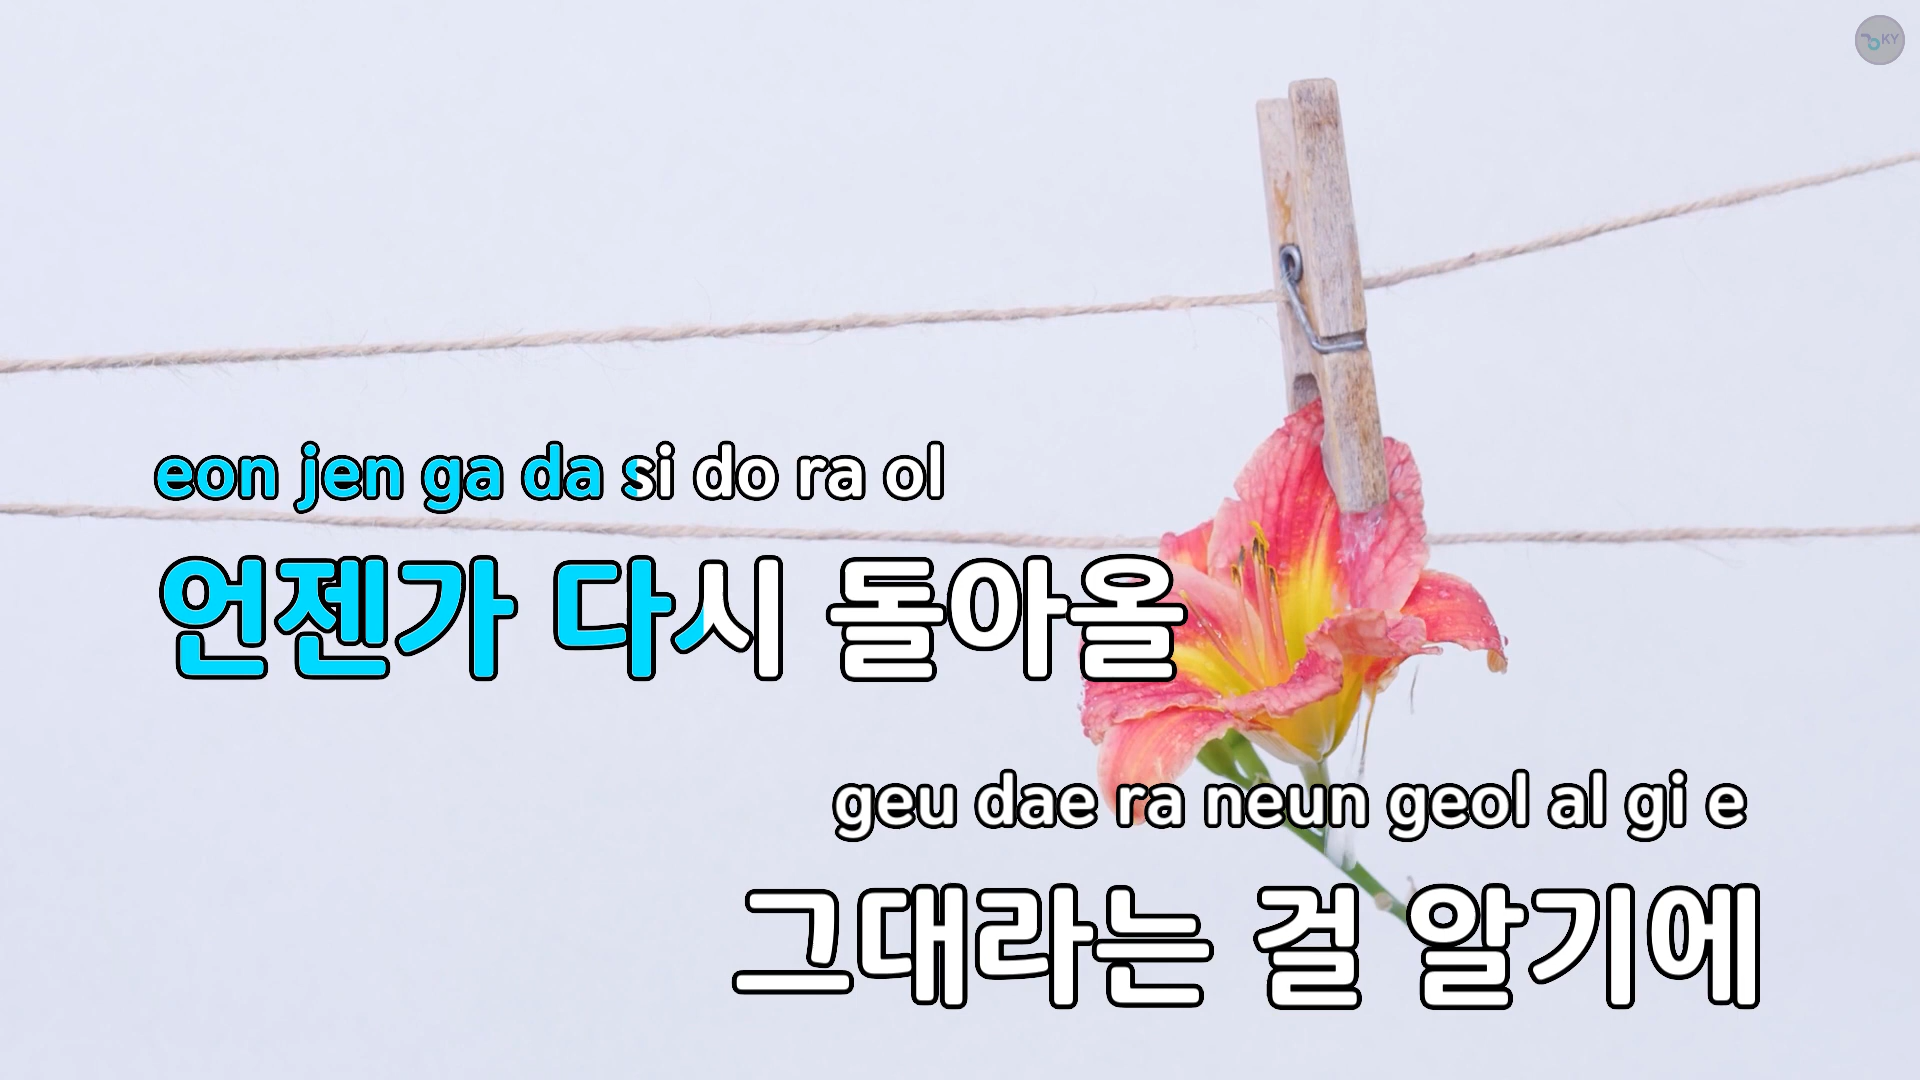 KY
eon jen ga da si do ra ol
언젠가 다시 돌아올
geu dae ra neun geol al gi e
그대라는 걸 알기에